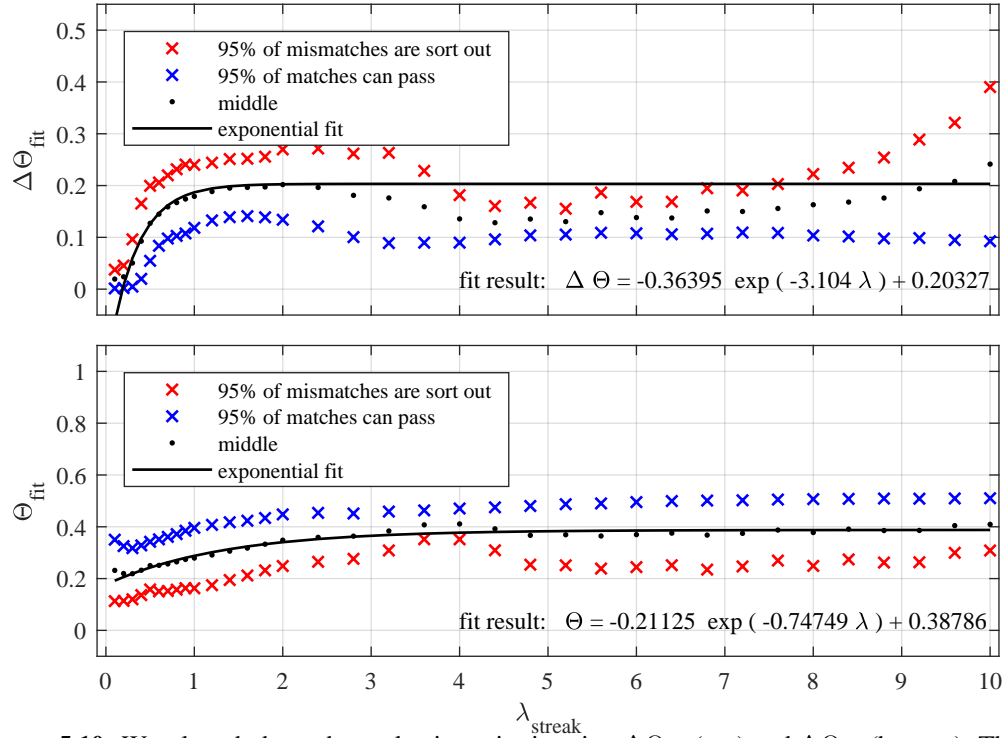 0.5
0.4
0.3
0.2
0.1
0
ΔΘfit
95% of mismatches are sort out
95% of matches can pass
middle
exponential fit
fit result: Δ Θ = -0.36395 exp ( -3.104 λ ) + 0.20327
1
0.8
0.6
0.4
0.2
0
Θfit
95% of mismatches are sort out
95% of matches can pass
middle
exponential fit
fit result: Θ = -0.21125 exp ( -0.74749 λ ) + 0.38786
0 1 2 3 4 5 6 7 8 9 10
λstreak